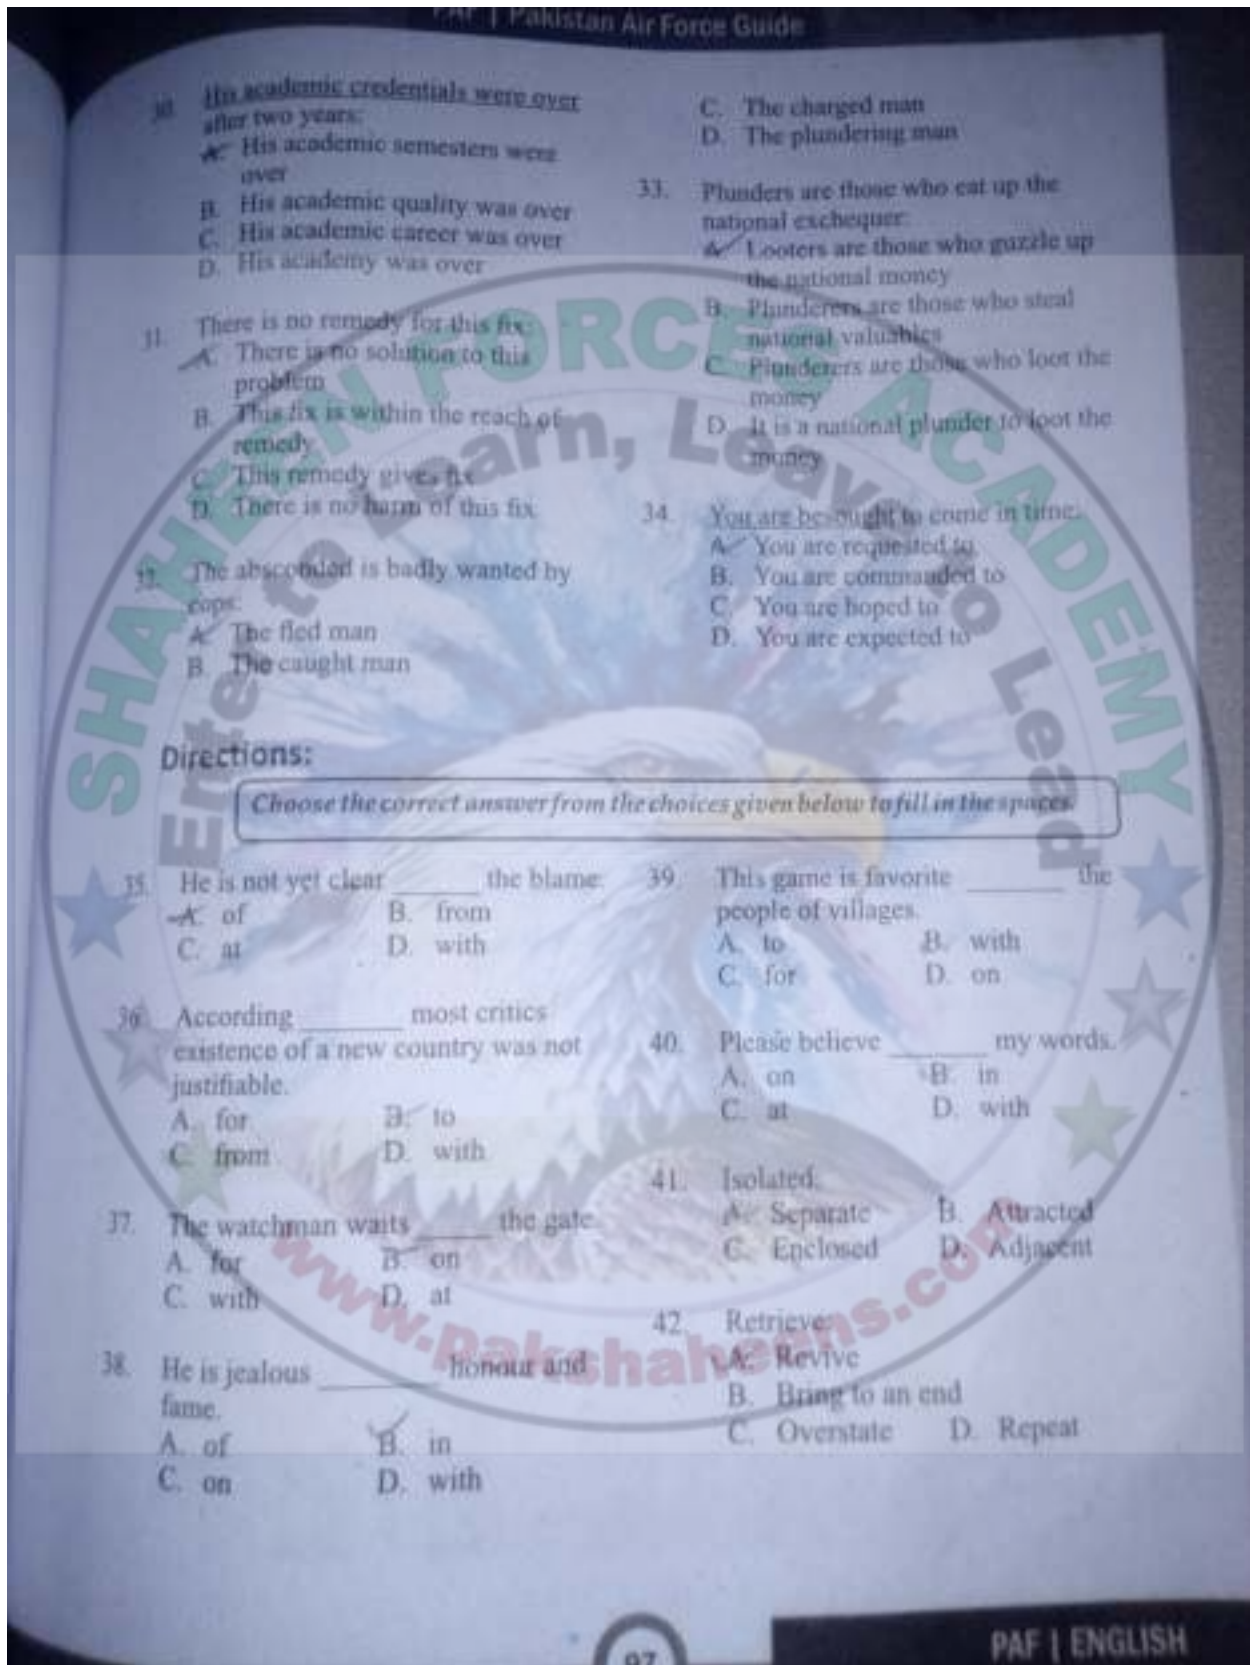 PAF | Pakistan Air Force Guide
30. His academic credentials were over
after two years:
A. His academic semesters were
over
B. His academic quality was over
C. His academic career was over
D. His academy was over
31. There is no remedy for this fix:
A. There is no solution to this
problem
B. This fix is within the reach of
remedy
C. This remedy gives fix
D. There is no harm of this fix
32. The absconded is badly wanted by
cops:
A. The fled man
B. The caught man
C. The charged man
D. The plundering man
33. Plunders are those who eat up the
national exchequer:
A. Looters are those who guzzle up
the national money
B. Plunderers are those who steal
national valuables
C. Plunderers are those who loot the
money
D. It is a national plunder to loot the
money
34. You are besought to come in time.
A. You are requested to
B. You are commanded to
C. You are hoped to
D. You are expected to
Directions:
Choose the correct answer from the choices given below to fill in the spaces.
35. He is not yet clear ______ the blame:
A. of B. from
C. at D. with
36. According ______ most critics
existence of a new country was not
justifiable.
A. for B. to
C. from D. with
37. The watchman waits _____ the gate.
A. for B. on
C. with D. at
38. He is jealous ________ honour and
fame.
A. of B. in
C. on D. with
39. This game is favorite ______ the
people of villages.
A. to B. with
C. for D. on
40. Please believe ______ my words.
A. on B. in
C. at D. with
41. Isolated:
A. Separate B. Attracted
C. Enclosed D. Adjacent
42. Retrieve:
A. Revive
B. Bring to an end
C. Overstate D. Repeat
97
PAF | ENGLISH
SHAHEEN FORCES ACADEMY
Enter to Learn, Leave to Lead
www.pakshaheens.com